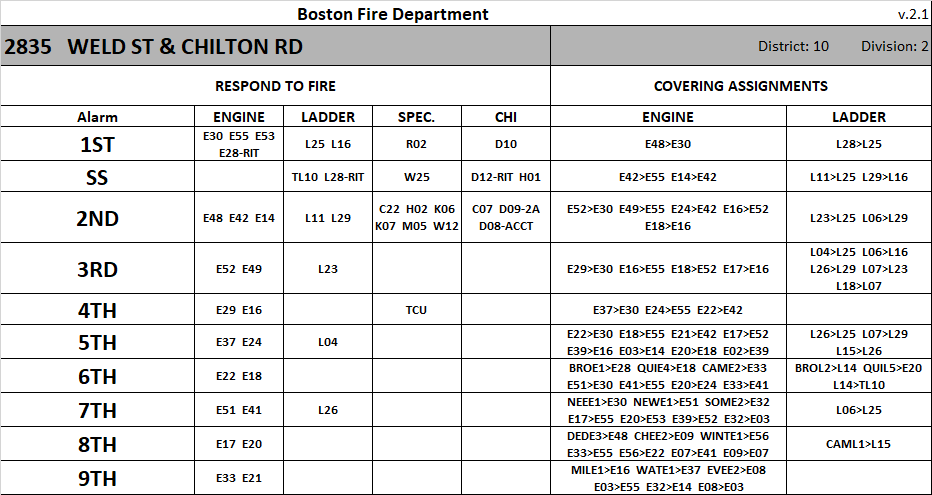 Boston Fire Department v.2.1
2835 WELD ST & CHILTON RD District: 10 Division: 2
RESPOND TO FIRE COVERING ASSIGNMENTS
Alarm ENGINE LADDER SPEC. CHI ENGINE LADDER
1ST E30 E55 E53 E28-RIT L25 L16 R02 D10 E48>E30 L28>L25
SS TL10 L28-RIT W25 D12-RIT H01 E42>E55 E14>E42 L11>L25 L29>L16
2ND E48 E42 E14 L11 L29 C22 H02 K06 K07 M05 W12 C07 D09-2A D08-ACCT E52>E30 E49>E55 E24>E42 E16>E52 E18>E16 L23>L25 L06>L29
3RD E52 E49 L23 E29>E30 E16>E55 E18>E52 E17>E16 L04>L25 L06>L16 L26>L29 L07>L23 L18>L07
4TH E29 E16 TCU E37>E30 E24>E55 E22>E42
5TH E37 E24 L04 E22>E30 E18>E55 E21>E42 E17>E52 E39>E16 E03>E14 E20>E18 E02>E39 L26>L25 L07>L29 L15>L26
6TH E22 E18 BROE1>E28 QUIE4>E18 CAME2>E33 E51>E30 E41>E55 E20>E24 E33>E41 BROL2>L14 QUIL5>E20 L14>TL10
7TH E51 E41 L26 NEEE1>E30 NEWE1>E51 SOME2>E32 E17>E55 E20>E53 E39>E52 E32>E03 L06>L25
8TH E17 E20 DEDE3>E48 CHEE2>E09 WINTE1>E56 E33>E55 E56>E22 E07>E41 E09>E07 CAML1>L15
9TH E33 E21 MILE1>E16 WATE1>E37 EVEE2>E08 E03>E55 E32>E14 E08>E03